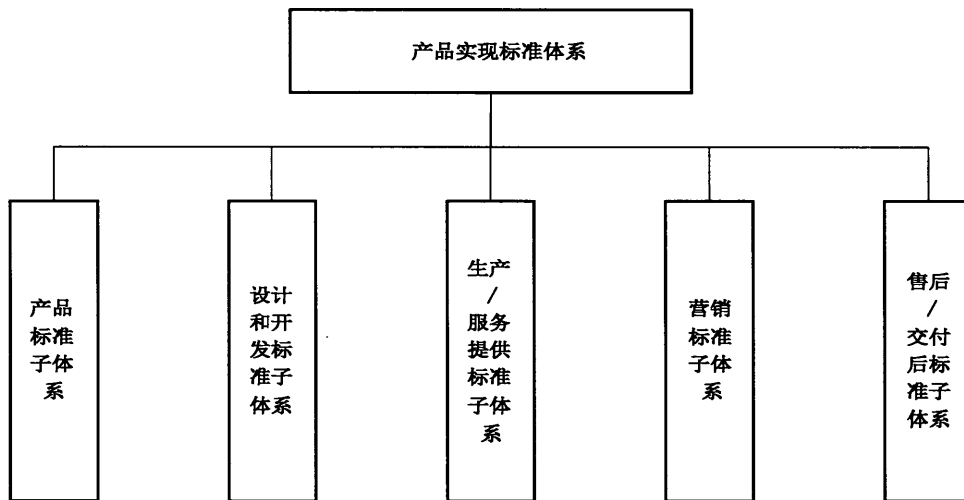 产品实现标准体系
产品
标准
子体
系
设计
和开
发标
准子
体系
生产
/
服务
提供
标准
子体
系
营销
标准
子体
系
售后
/
交付
后标
准子
体系